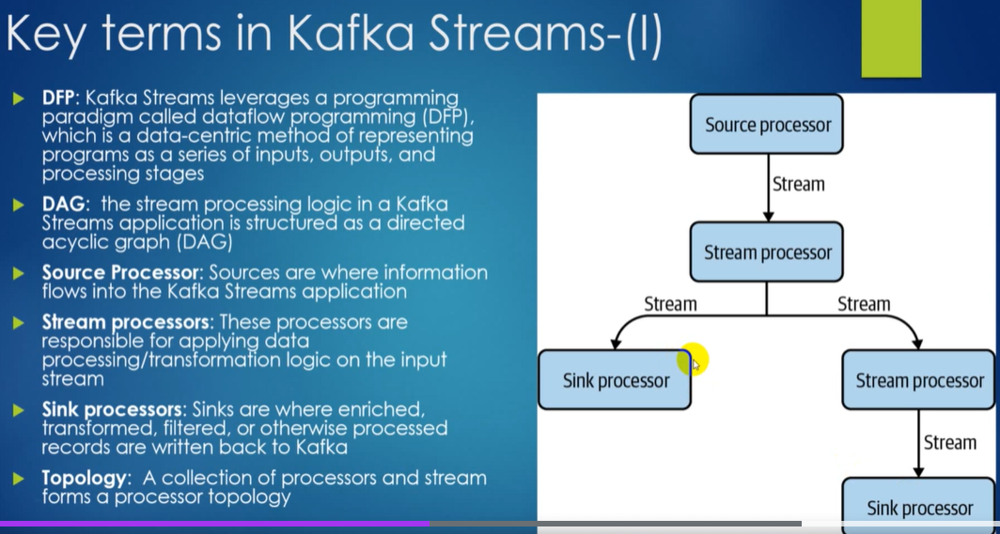 Key terms in Kafka Streams-(I)
DFP: Kafka Streams leverages a programming
paradigm called dataflow programming (DFP),
which is a data-centric method of representing
programs as a series of inputs, outputs, and
processing stages
DAG:  the stream processing logic in a Kafka
Streams application is structured as a directed
acyclic graph (DAG)
Source Processor: Sources are where information
flows into the Kafka Streams application
Stream processors: These processors are
responsible for applying data
processing/transformation logic on the input
stream
Sink processors: Sinks are where enriched,
transformed, filtered, or otherwise processed
records are written back to Kafka
Topology:  A collection of processors and stream
forms a processor topology
Source processor
Stream
Stream processor
Stream
Stream
Sink processor
Stream processor
Stream
Sink processor